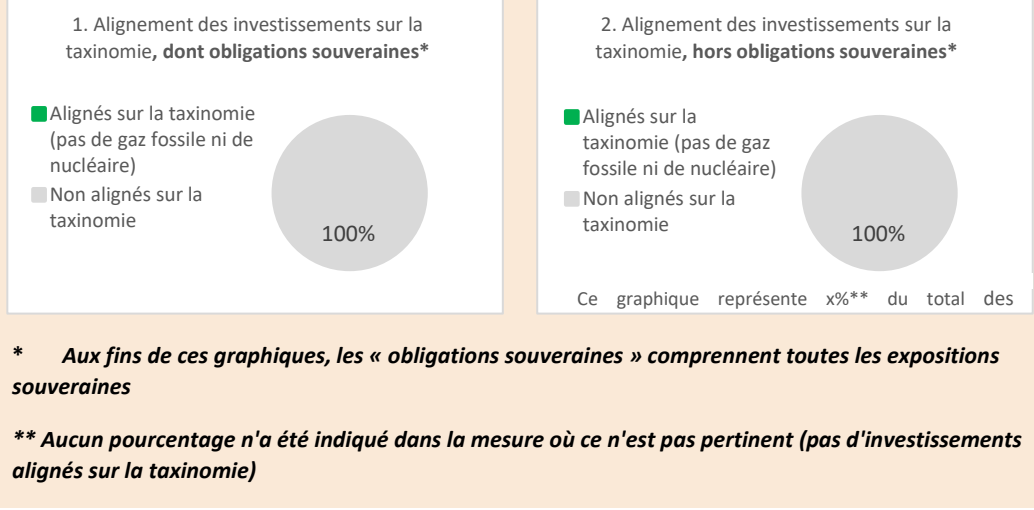 1. Alignement des investissements sur la
taxinomie, dont obligations souveraines*
Alignés sur la taxinomie
(pas de gaz fossile ni de
nucléaire)
Non alignés sur la
taxinomie
100%
2. Alignement des investissements sur la
taxinomie, hors obligations souveraines*
Alignés sur la
taxinomie (pas de gaz
fossile ni de nucléaire)
Non alignés sur la
taxinomie
100%
Ce graphique représente x%** du total des
* Aux fins de ces graphiques, les « obligations souveraines » comprennent toutes les expositions
souveraines
** Aucun pourcentage n'a été indiqué dans la mesure où ce n'est pas pertinent (pas d'investissements
alignés sur la taxinomie)